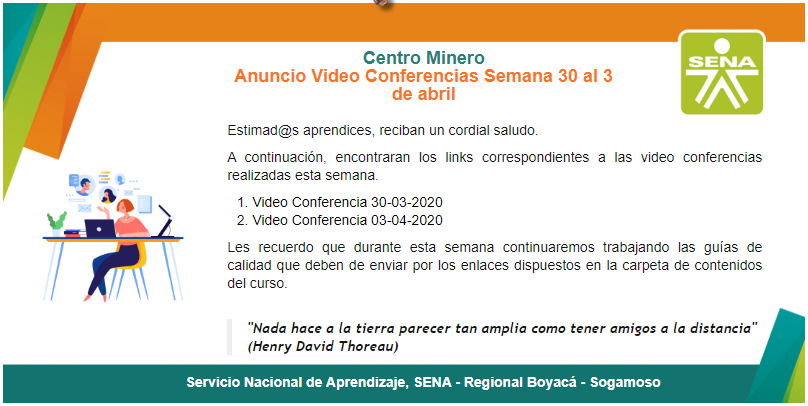 Centro Minero
Anuncio Video Conferencias Semana 30 al 3
de abril
SENA
Estimad@s aprendices, reciban un cordial saludo.
A continuación, encontraran los links correspondientes a las video conferencias
realizadas esta semana.
1. Video Conferencia 30-03-2020
2. Video Conferencia 03-04-2020
Les recuerdo que durante esta semana continuaremos trabajando las guías de
calidad que deben de enviar por los enlaces dispuestos en la carpeta de contenidos
del curso.
"Nada hace a la tierra parecer tan amplia como tener amigos a la distancia"
(Henry David Thoreau)
Servicio Nacional de Aprendizaje, SENA - Regional Boyacá - Sogamoso